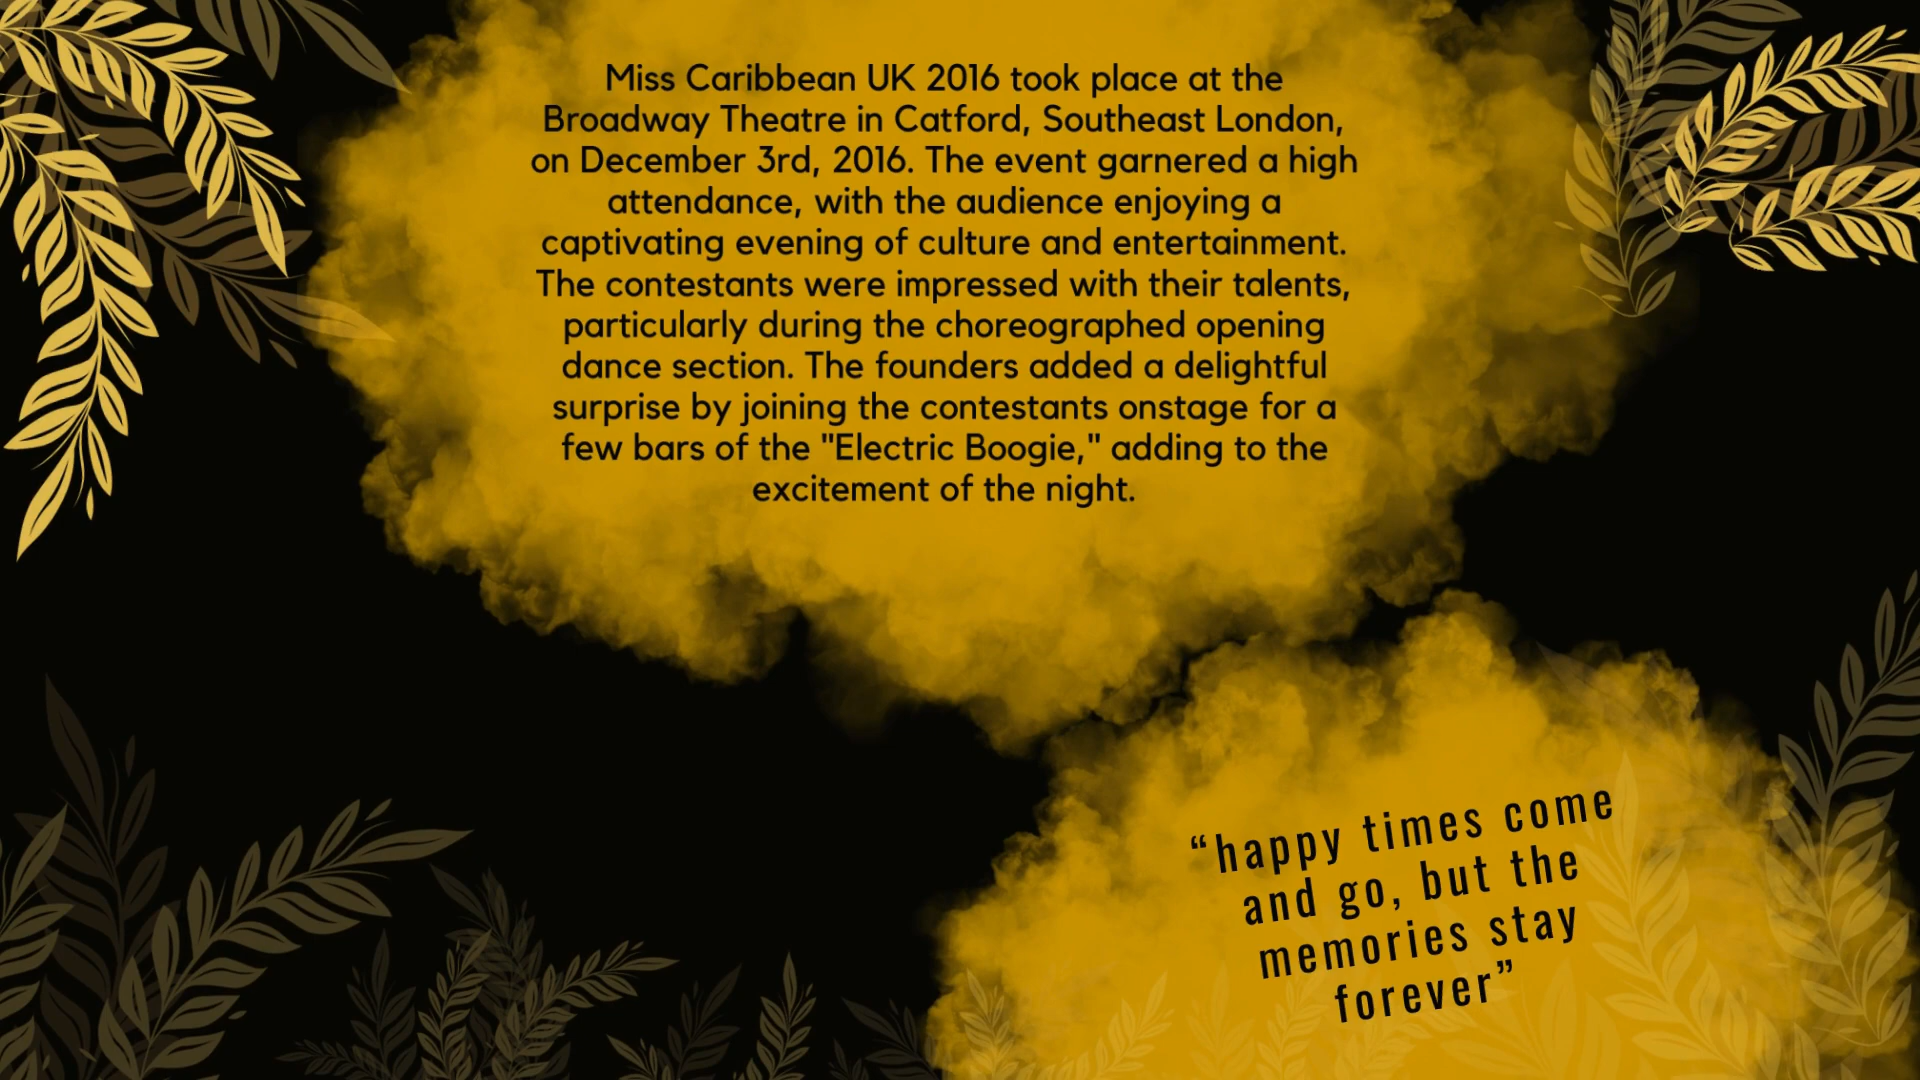 Miss Caribbean UK 2016 took place at the
Broadway Theatre in Catford, Southeast London,
on December 3rd, 2016. The event garnered a high
attendance, with the audience enjoying a
captivating evening of culture and entertainment.
The contestants were impressed with their talents,
particularly during the choreographed opening
dance section. The founders added a delightful
surprise by joining the contestants onstage for a
few bars of the "Electric Boogie," adding to the
excitement of the night.
“happy times come
and go, but the
memories stay
forever”